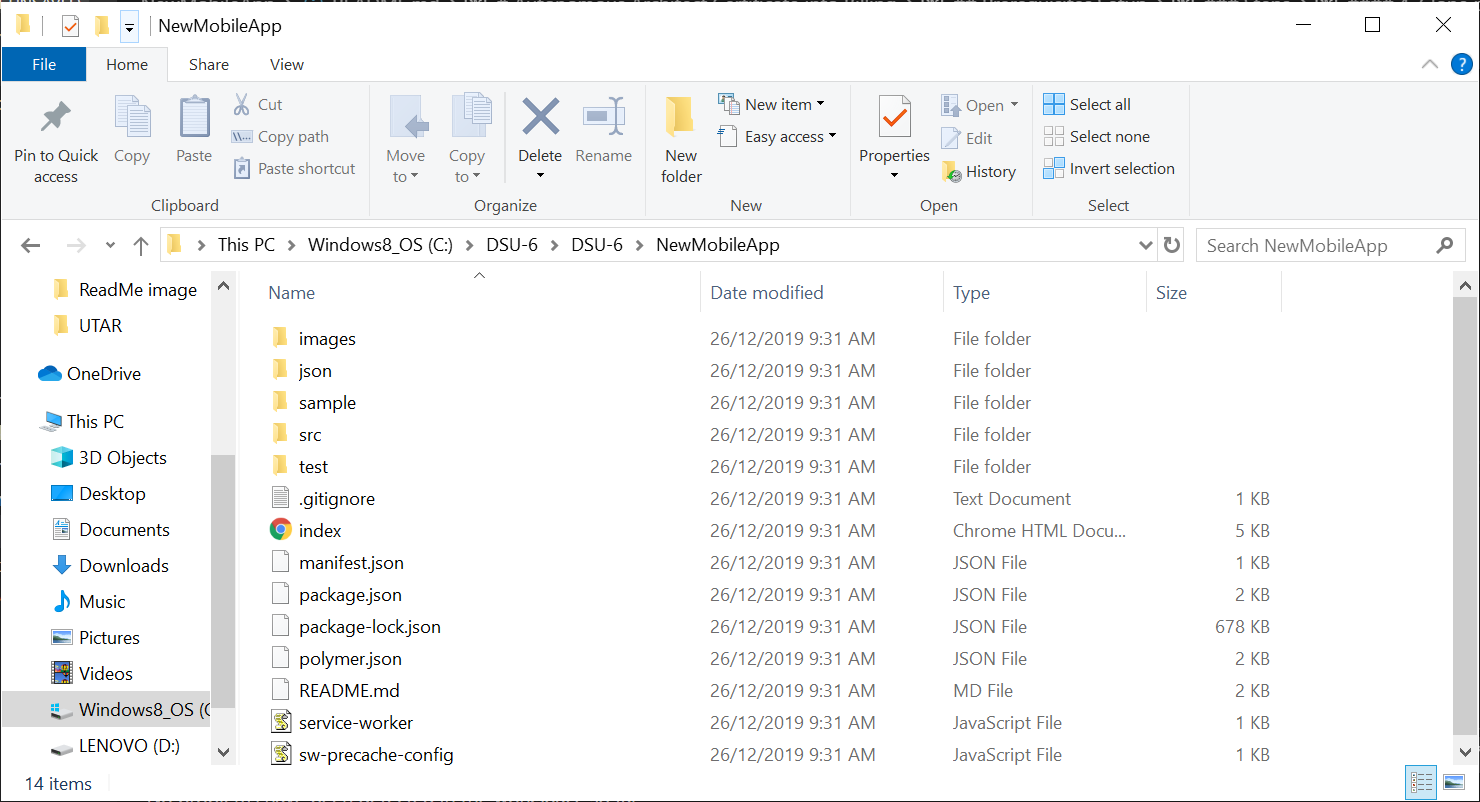 NewMobileApp
File Home Share View
Pin to Quick access
Copy
Paste
Cut
Copy path
Paste shortcut
Clipboard
Move to
Copy to
Delete
Rename
Organize
New folder
New item
Easy access
New
Properties
Open
Edit
History
Open
Select all
Select none
Invert selection
Select
This PC Windows8_OS (C:) DSU-6 DSU-6 NewMobileApp
Search NewMobileApp
ReadMe image
UTAR
OneDrive
This PC
3D Objects
Desktop
Documents
Downloads
Music
Pictures
Videos
Windows8_OS (C
LENOVO (D:)
Name Date modified Type Size
images 26/12/2019 9:31 AM File folder
json 26/12/2019 9:31 AM File folder
sample 26/12/2019 9:31 AM File folder
src 26/12/2019 9:31 AM File folder
test 26/12/2019 9:31 AM File folder
.gitignore 26/12/2019 9:31 AM Text Document 1 KB
index 26/12/2019 9:31 AM Chrome HTML Docu... 5 KB
manifest.json 26/12/2019 9:31 AM JSON File 1 KB
package.json 26/12/2019 9:31 AM JSON File 2 KB
package-lock.json 26/12/2019 9:31 AM JSON File 678 KB
polymer.json 26/12/2019 9:31 AM JSON File 2 KB
README.md 26/12/2019 9:31 AM MD File 2 KB
service-worker 26/12/2019 9:31 AM JavaScript File 1 KB
sw-precache-config 26/12/2019 9:31 AM JavaScript File 1 KB
14 items